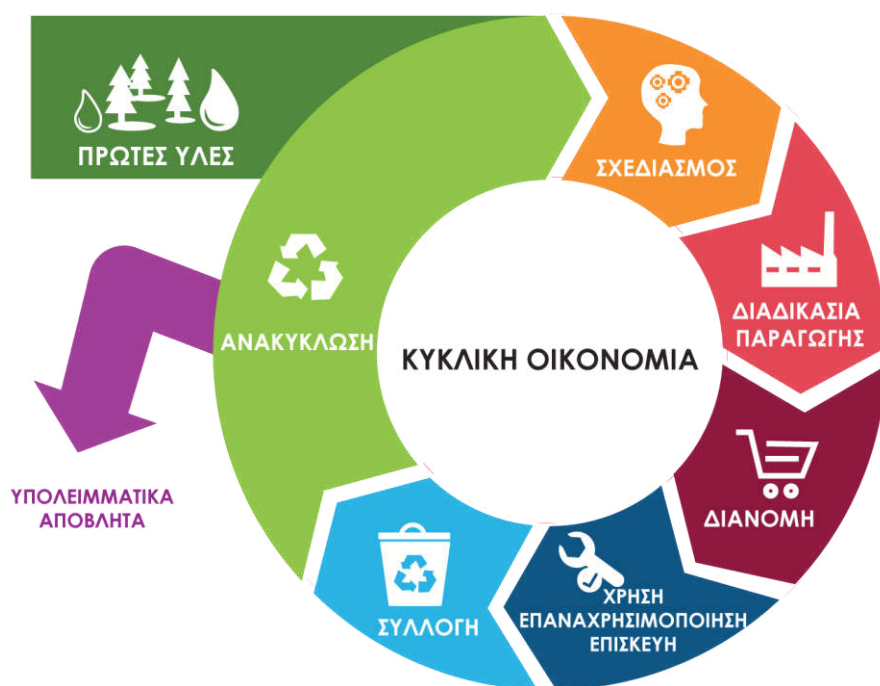 ΠΡΩΤΕΣ ΥΛΕΣ
ΣΧΕΔΙΑΣΜΟΣ
ΔΙΑΔΙΚΑΣΙΑ
ΠΑΡΑΓΩΓΗΣ
ΔΙΑΝΟΜΗ
ΧΡΗΣΗ
ΕΠΑΝΑΧΡΗΣΙΜΟΠΟΙΗΣΗ
ΕΠΙΣΚΕΥΗ
ΣΥΛΛΟΓΗ
ΑΝΑΚΥΚΛΩΣΗ
ΥΠΟΛΕΙΜΜΑΤΙΚΑ
ΑΠΟΒΛΗΤΑ
ΚΥΚΛΙΚΗ ΟΙΚΟΝΟΜΙΑ